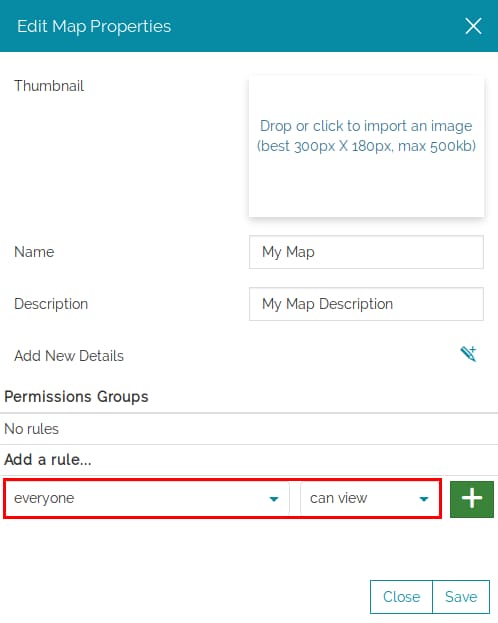 Edit Map Properties
Thumbnail
Drop or click to import an image
(best 300px X 180px, max 500kb)
Name
My Map
Description
My Map Description
Add New Details
Permissions Groups
No rules
Add a rule...
everyone
can view
Close
Save